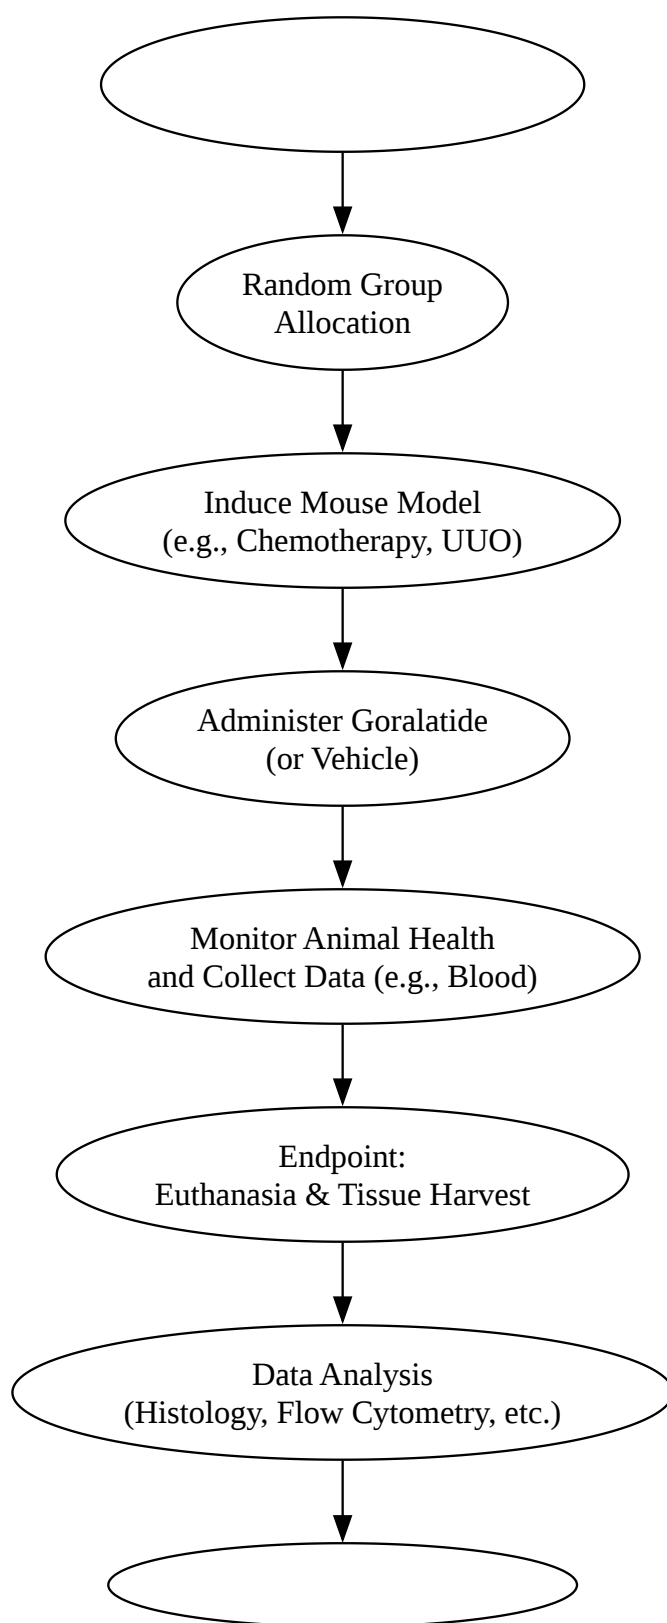 Random Group
Allocation
Induce Mouse Model
(e.g., Chemotherapy, UUO)
Administer Goralatide
(or Vehicle)
Monitor Animal Health
and Collect Data (e.g., Blood)
Endpoint:
Euthanasia & Tissue Harvest
Data Analysis
(Histology, Flow Cytometry, etc.)